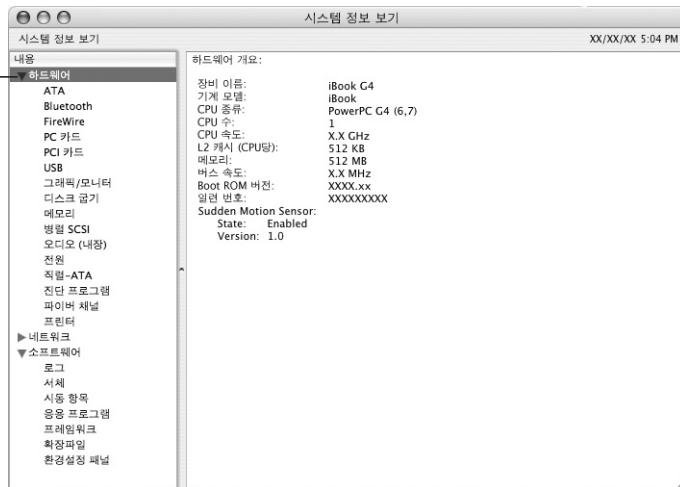 시스템 정보 보기
시스템 정보 보기 XX/XX/XX 5:04 PM
내용
하드웨어
ATA
Bluetooth
FireWire
PC 카드
PCI 카드
USB
그래픽/모니터
디스크 굽기
메모리
병렬 SCSI
오디오 (내장)
전원
직렬-ATA
진단 프로그램
파이버 채널
프린터
네트워크
소프트웨어
로그
서체
시동 항목
응용 프로그램
프레임워크
확장파일
환경설정 패널
하드웨어 개요:
장비 이름: iBook G4
기계 모델: iBook
CPU 종류: PowerPC G4 (6,7)
CPU 수: 1
CPU 속도: X.X GHz
L2 캐시 (CPU당): 512 KB
메모리: 512 MB
버스 속도: X.X MHz
Boot ROM 버전: XXXX.xx
일련 번호: XXXXXXXXX
Sudden Motion Sensor:
State: Enabled
Version: 1.0